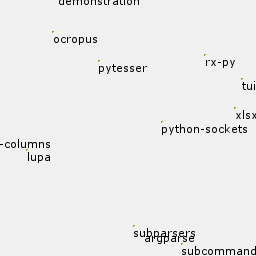 demonstration
ocropus
rx-py
pytesser
tui
xlsx
python-sockets
-columns
lupa
subparsers
argparse
subcommand